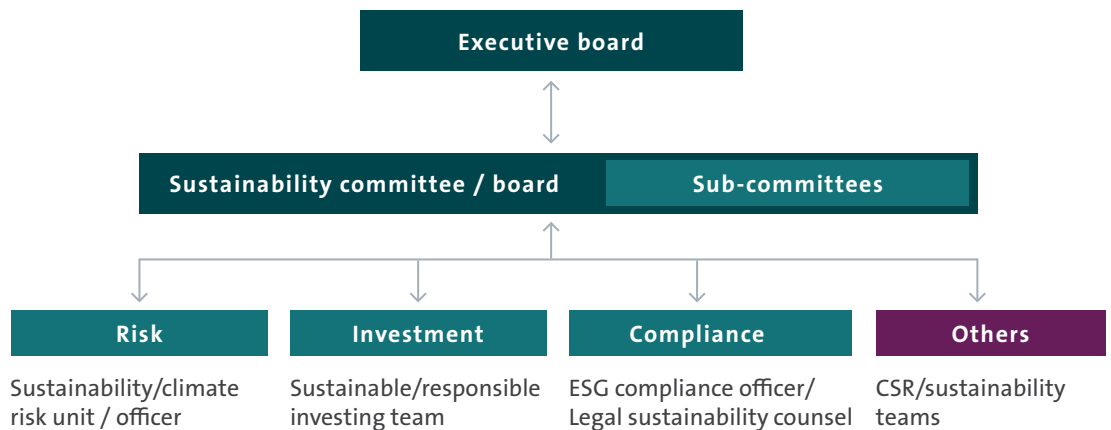 Executive board
Sustainability committee / board
Sub-committees
Risk
Investment
Compliance
Others
Sustainability/climate
risk unit / officer
Sustainable/responsible
investing team
ESG compliance officer/
Legal sustainability counsel
CSR/sustainability
teams